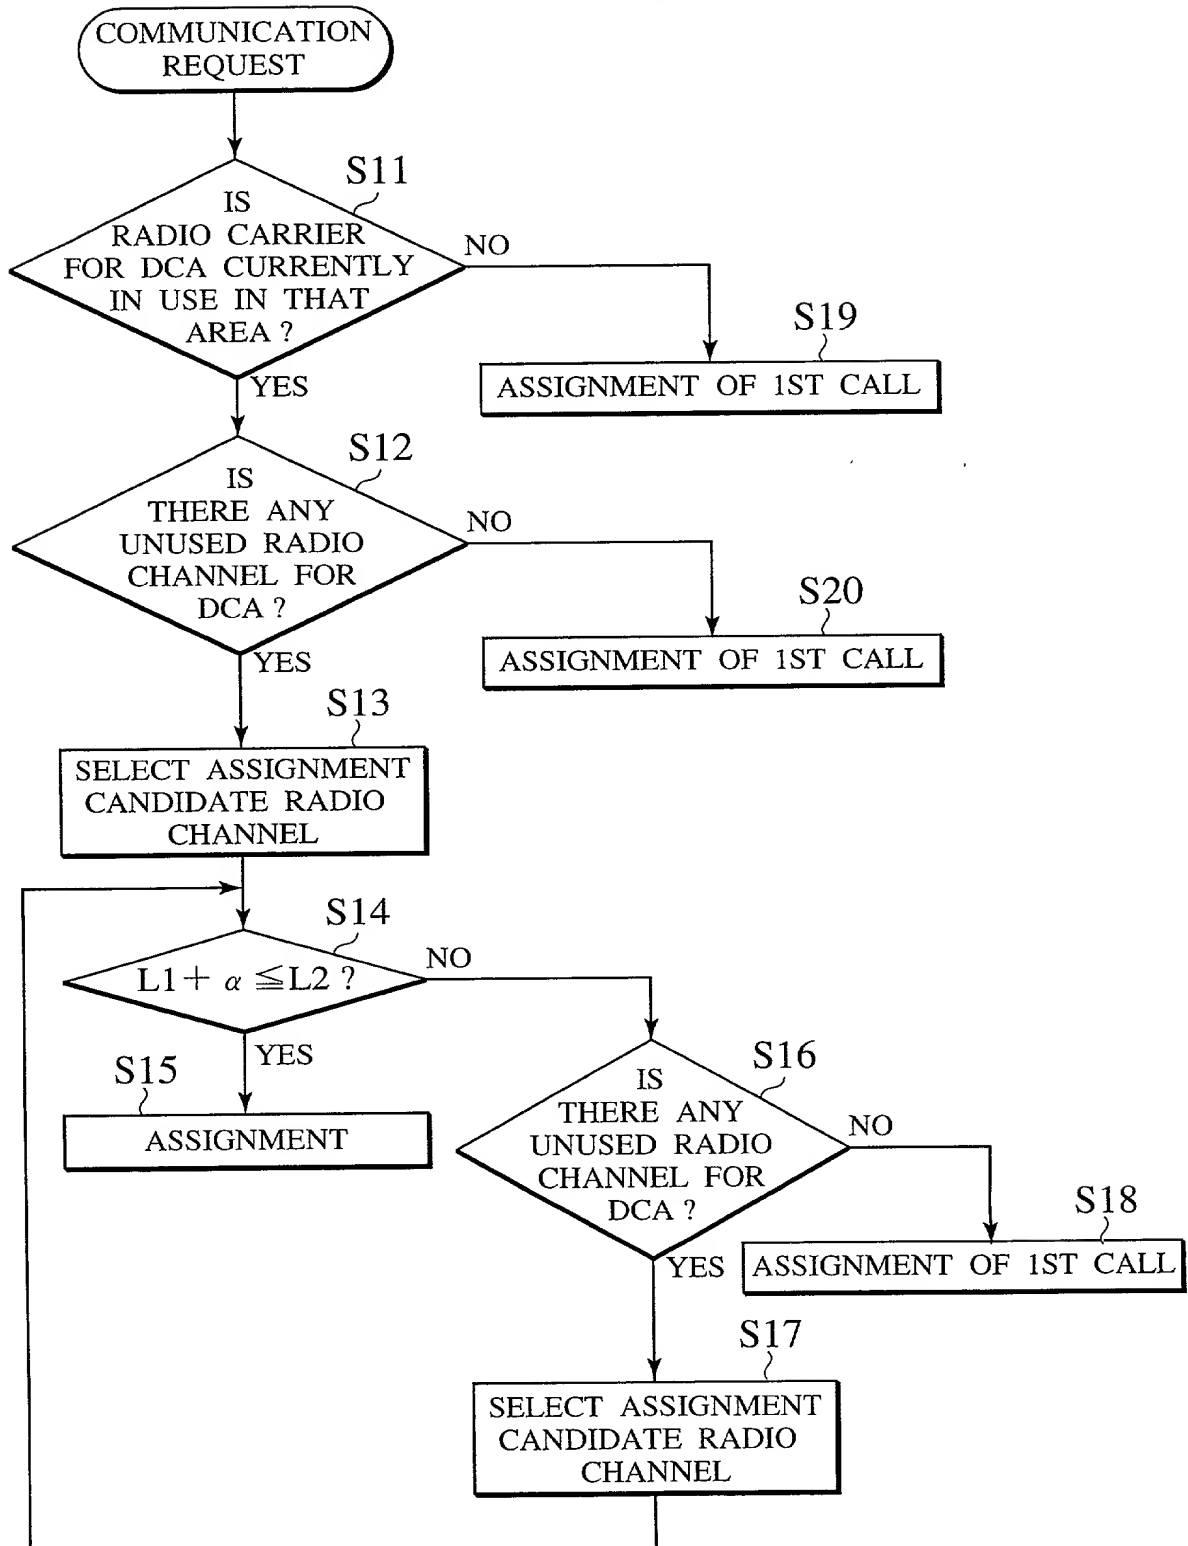 COMMUNICATION
REQUEST
S11
IS
RADIO CARRIER
FOR DCA CURRENTLY
IN USE IN THAT
AREA ?
NO
YES
S19
ASSIGNMENT OF 1ST CALL
S12
IS
THERE ANY
UNUSED RADIO
CHANNEL FOR
DCA ?
NO
YES
S20
ASSIGNMENT OF 1ST CALL
S13
SELECT ASSIGNMENT
CANDIDATE RADIO
CHANNEL
S14
L1+ α ≦L2 ?
NO
YES
S15
ASSIGNMENT
S16
IS
THERE ANY
UNUSED RADIO
CHANNEL FOR
DCA ?
NO
YES
S18
ASSIGNMENT OF 1ST CALL
S17
SELECT ASSIGNMENT
CANDIDATE RADIO
CHANNEL